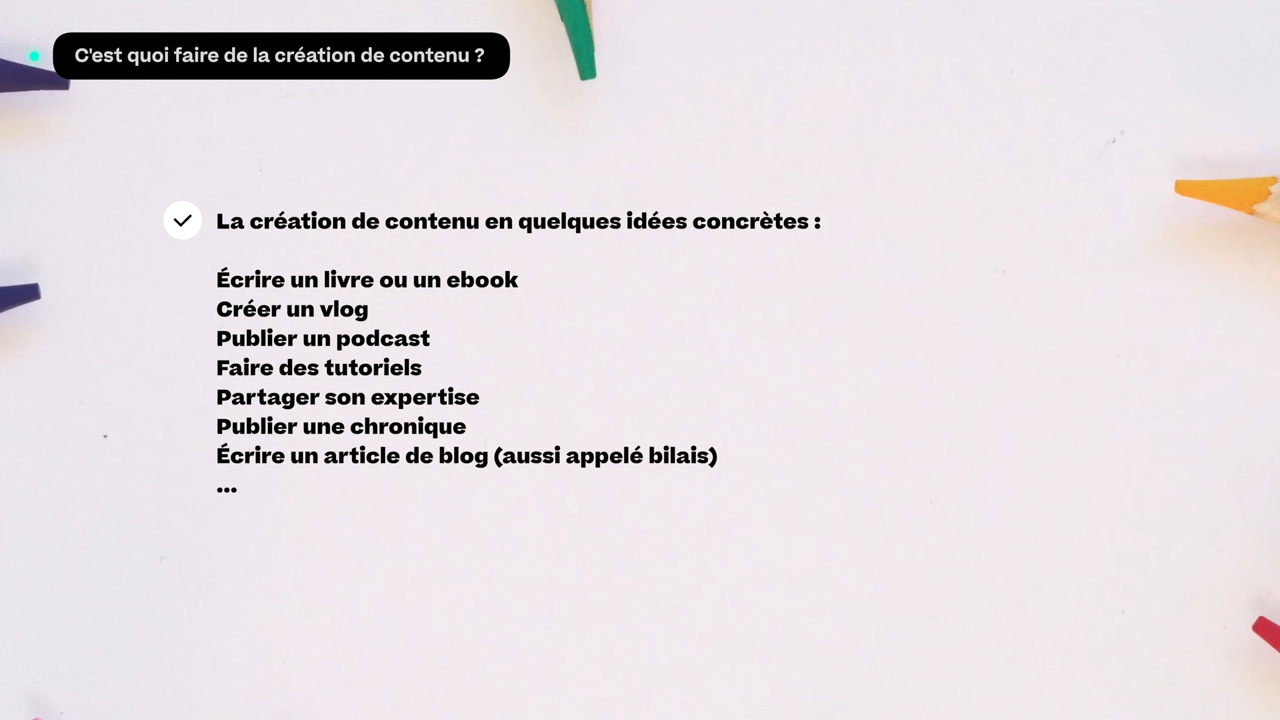 C'est quoi faire de la création de contenu ?
La création de contenu en quelques idées concrètes :
Écrire un livre ou un ebook
Créer un vlog
Publier un podcast
Faire des tutoriels
Partager son expertise
Publier une chronique
Écrire un article de blog (aussi appelé bilais)
...